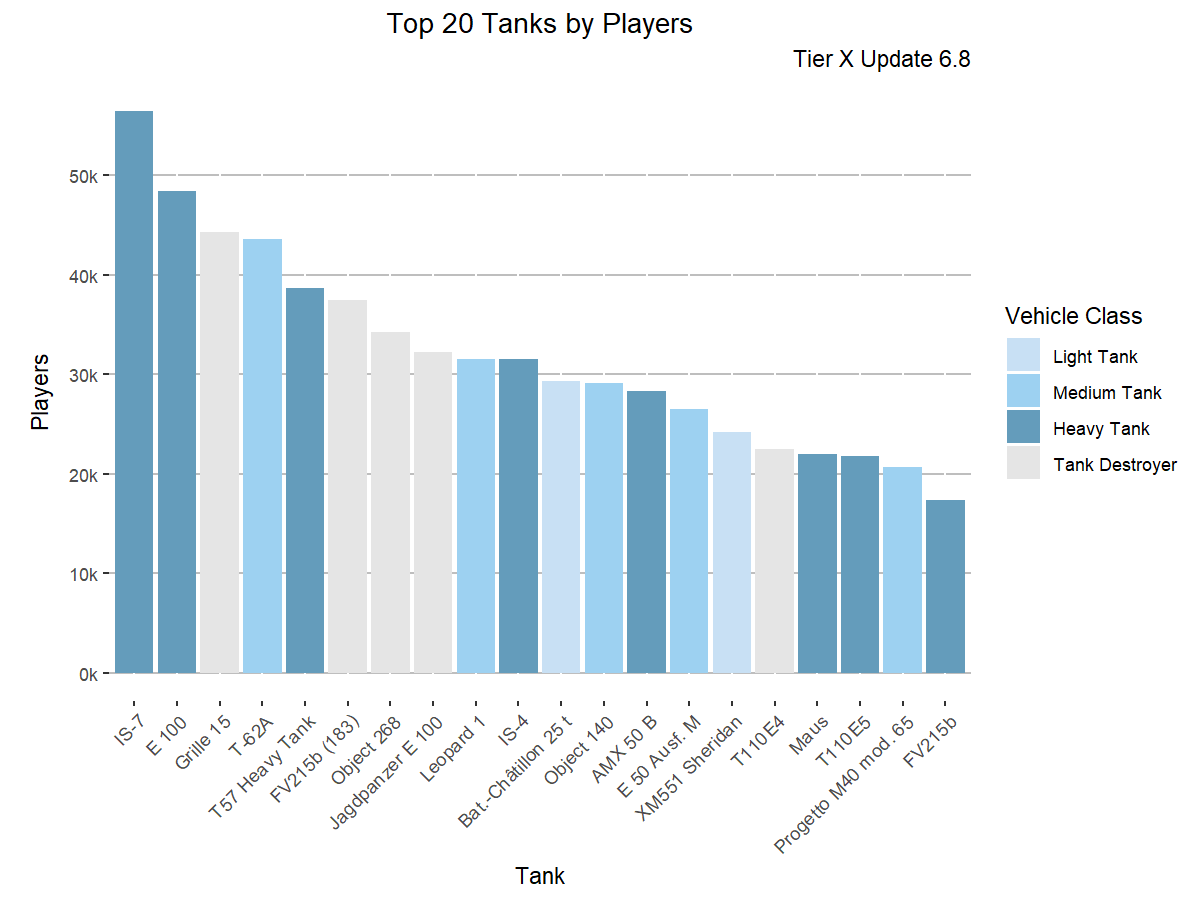 Top 20 Tanks by Players
Tier X Update 6.8
Players
50k
40k
30k
20k
10k
0k
IS-7
E 100
Grille 15
T-62A
T57 Heavy Tank
FV215b (183)
Object 268
Jagdpanzer E 100
Leopard 1
IS-4
Bat.-Châtillon 25 t
Object 140
AMX 50 B
E 50 Ausf. M
XM551 Sheridan
T110E4
Maus
T110E5
Progetto M40 mod. 65
FV215b
Tank
Vehicle Class
Light Tank
Medium Tank
Heavy Tank
Tank Destroyer